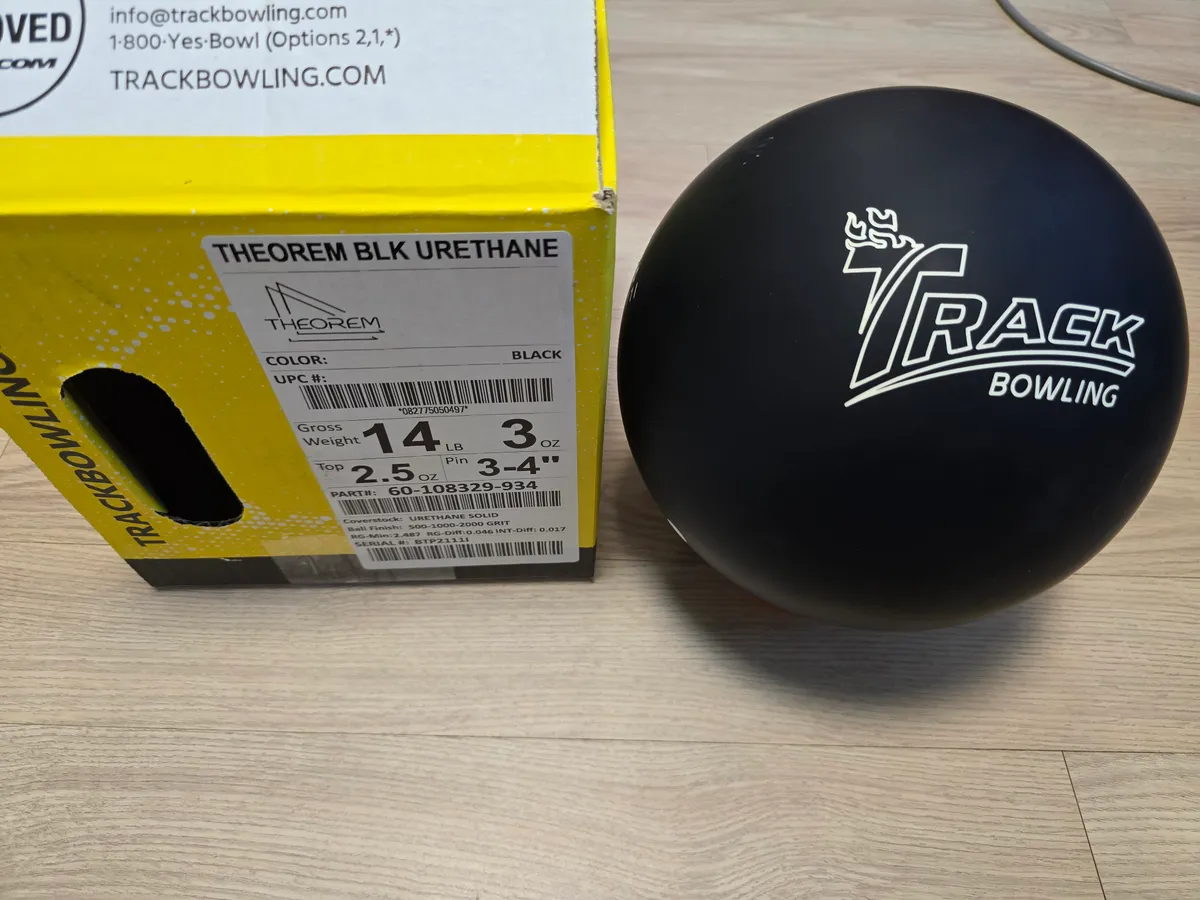 OVED
.COM
info@trackbowling.com
1-800-Yes-Bowl (Options 2,1,*)
TRACKBOWLING.COM
TRACKBOWLING
THEOREM BLK URETHANE
THEOREM
COLOR: BLACK
UPC #:
*082775050497*
Gross Weight 14 LB 3 OZ
Top 2.5 OZ Pin 3-4"
PART#: 60-108329-934
Coverstock: URETHANE SOLID
Ball Finish: 500-1000-2000 GRIT
RG-Min: 2.487 RG-Diff: 0.046 INT-Diff: 0.017
SERIAL #: BTP2111I
TRACK
BOWLING